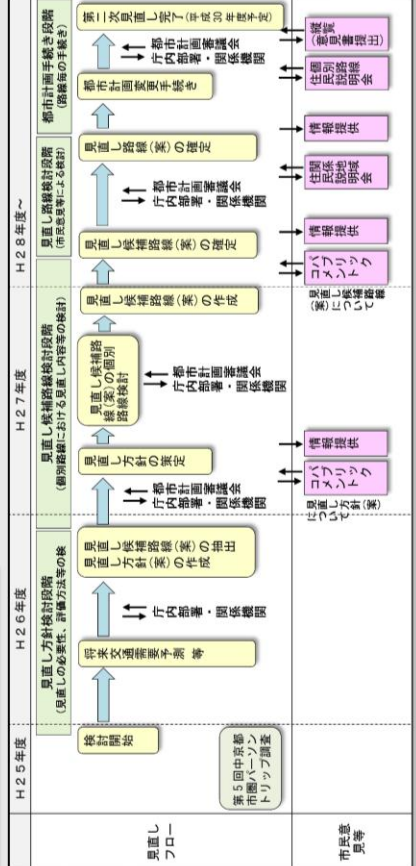 H25年度
H26年度
H27年度
H28年度~
見直し方針検討段階
(見直しの必要性、評価方法等の検
見直し候補路線検討段階
(個別路線における見直し内容等の検討)
見直し路線検討段階
(市民意見等による検討)
都市計画手続き段階
(路線毎の手続き)
見直し
フロー
検討
開始
第5回中京都
市圏パーソン
トリップ調査
将来交通需要予測 等
庁内部署・関係機関
見直し候補路線(案)の抽出
見直し方針(案)の作成
都市計画審議会
庁内部署・関係機関
見直し方針の策定
見直し候補路
線(案)の個別
路線検討
都市計画審議会
庁内部署・関係機関
見直し候補路線(案)の作成
見直し候補路線(案)の確定
都市計画審議会
庁内部署・関係機関
見直し路線(案)の確定
都市計画変更手続き
都市計画審議会
庁内部署・関係機関
第二次見直し完了(平成30年度予定)
市民意
見等
見直し方針(案)
について
パブリック
コメント
情報提供
見直し候補路線
(案)について
パブリック
コメント
情報提供
関係地域
住民説明会
情報提供
個別路線
住民説明会
縦覧
(意見書提出)